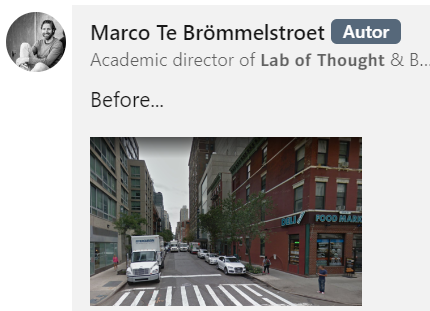 Marco Te Brömmelstroet Autor
Academic director of Lab of Thought & B...
Before...
FOOD MARK